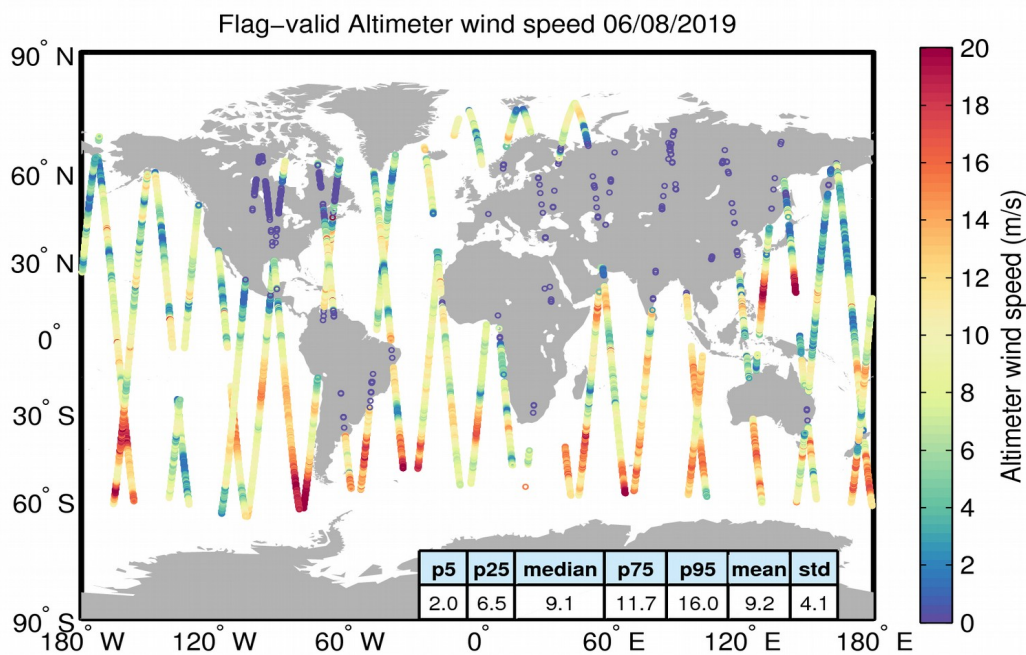 Flag−valid Altimeter wind speed 06/08/2019
90° N
60° N
30° N
0°
30° S
60° S
90° S
180° W
120° W
60° W
0°
60° E
120° E
180° E
p5 p25 median p75 p95 mean std
2.0 6.5 9.1 11.7 16.0 9.2 4.1
20
18
16
14
12
10
8
6
4
2
0
Altimeter wind speed (m/s)